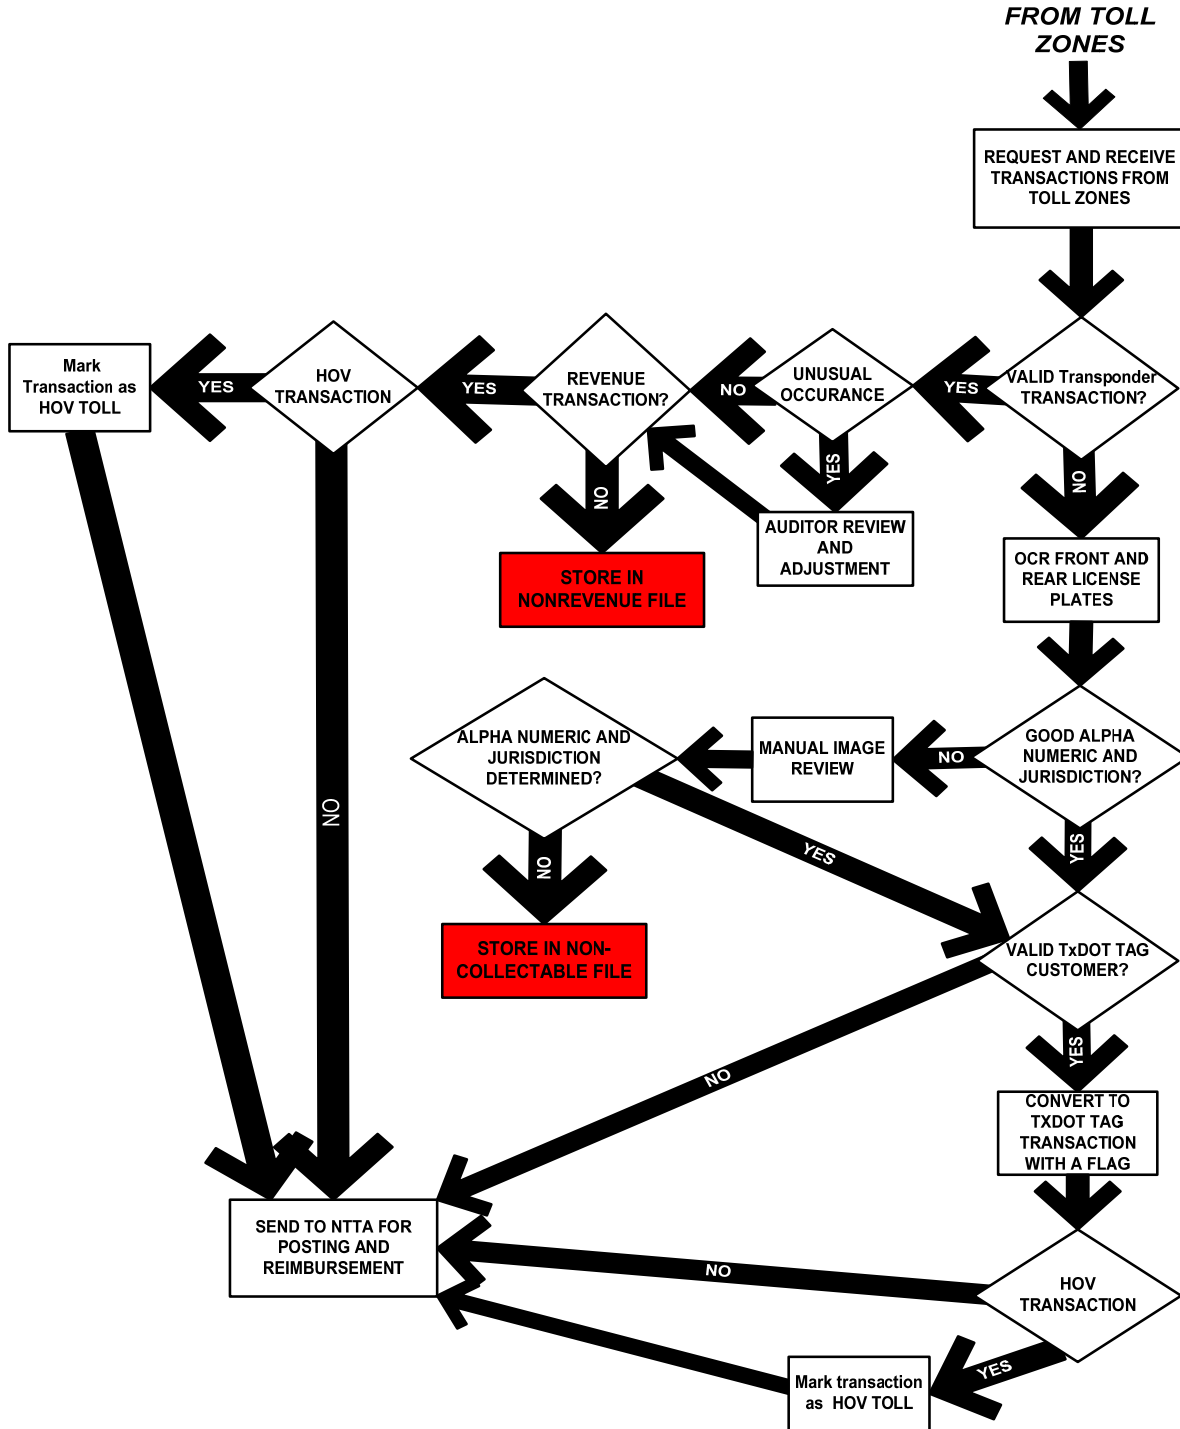 FROM TOLL
ZONES
REQUEST AND RECEIVE
TRANSACTIONS FROM
TOLL ZONES
Mark
Transaction as
HOV TOLL
YES
HOV
TRANSACTION
YES
REVENUE
TRANSACTION?
NO
UNUSUAL
OCCURANCE
YES
VALID Transponder
TRANSACTION?
NO
YES
NO
AUDITOR REVIEW
AND
ADJUSTMENT
STORE IN
NONREVENUE FILE
OCR FRONT AND
REAR LICENSE
PLATES
ALPHA NUMERIC AND
JURISDICTION
DETERMINED?
MANUAL IMAGE
REVIEW
NO
GOOD ALPHA
NUMERIC AND
JURISDICTION?
NO
NO
YES
YES
STORE IN NON-
COLLECTABLE FILE
VALID TxDOT TAG
CUSTOMER?
NO
YES
CONVERT TO
TXDOT TAG
TRANSACTION
WITH A FLAG
SEND TO NTTA FOR
POSTING AND
REIMBURSEMENT
NO
HOV
TRANSACTION
YES
Mark transaction
as HOV TOLL